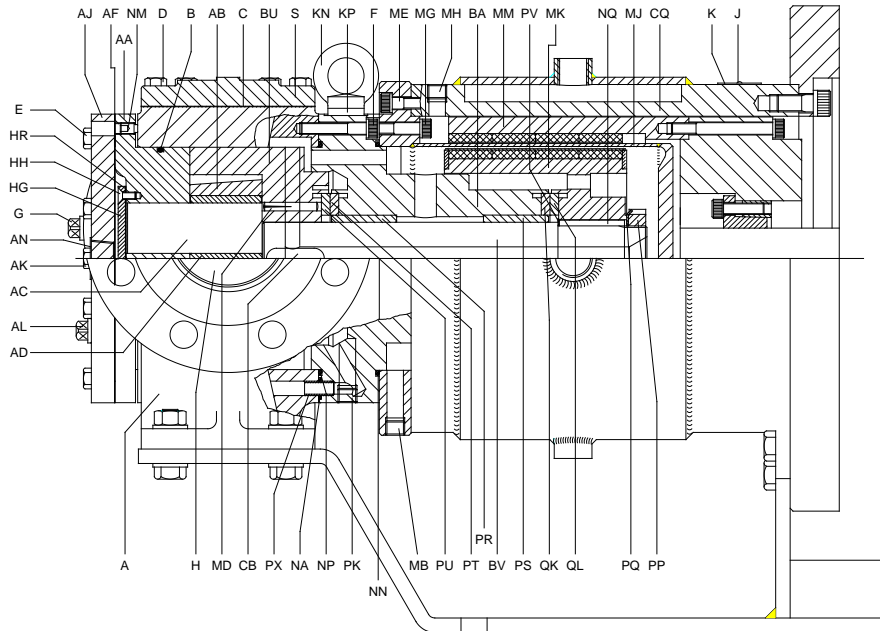 AJ AF D B AB C BU S KN KP F ME MG MH BA MM PV MK NQ MJ CQ K J
AA NM
E
HR
HH
HG
G
AN
AK
AC
AL
AD
PR
A H MD CB PX NA NP PK MB PU PT BV PS QK QL PQ PP
NN